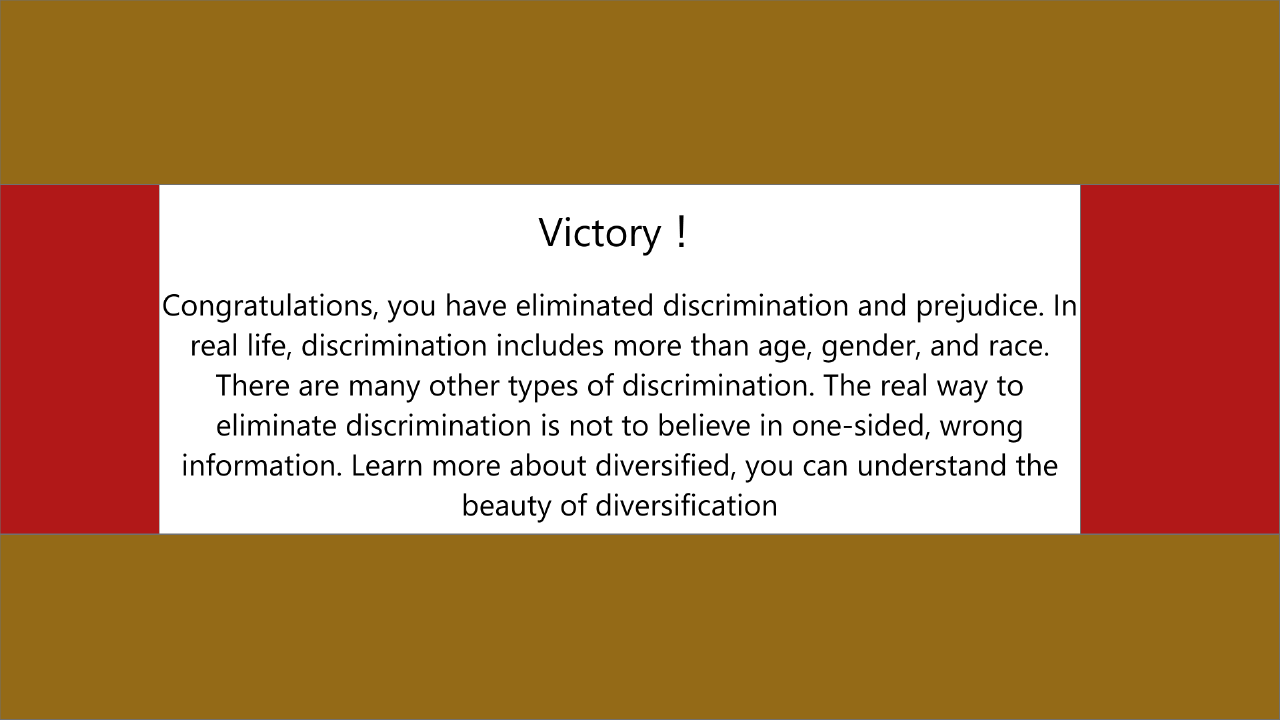 Victory！
Congratulations, you have eliminated discrimination and prejudice. In
real life, discrimination includes more than age, gender, and race.
There are many other types of discrimination. The real way to
eliminate discrimination is not to believe in one-sided, wrong
information. Learn more about diversified, you can understand the
beauty of diversification